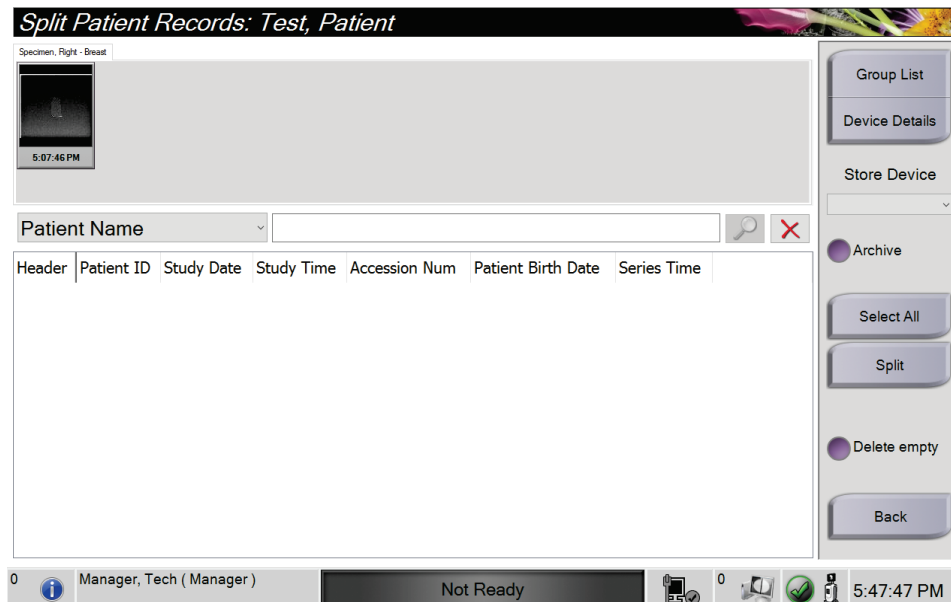 Split Patient Records: Test, Patient
Specimen, Right - Breast
5:07:46 PM
Group List
Device Details
Store Device
Archive
Select All
Split
Delete empty
Back
Patient Name
Header Patient ID Study Date Study Time Accession Num Patient Birth Date Series Time
0 Manager, Tech ( Manager ) Not Ready 0 5:47:47 PM